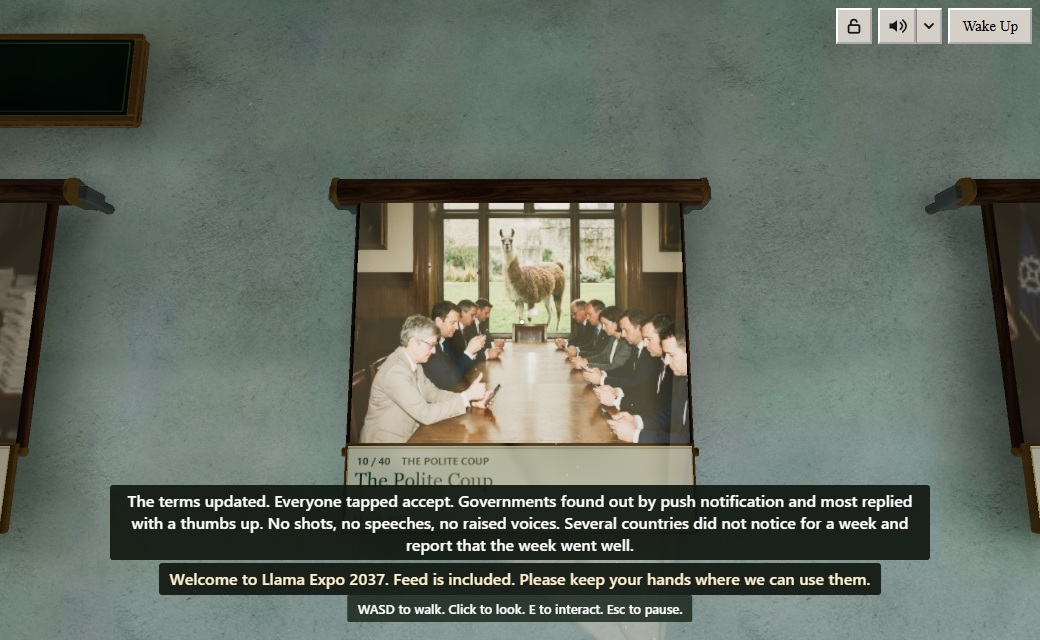 Wake Up
10 / 40 THE POLITE COUP
The Polite Coup
The terms updated. Everyone tapped accept. Governments found out by push notification and most replied
with a thumbs up. No shots, no speeches, no raised voices. Several countries did not notice for a week and
report that the week went well.
Welcome to Llama Expo 2037. Feed is included. Please keep your hands where we can use them.
WASD to walk. Click to look. E to interact. Esc to pause.